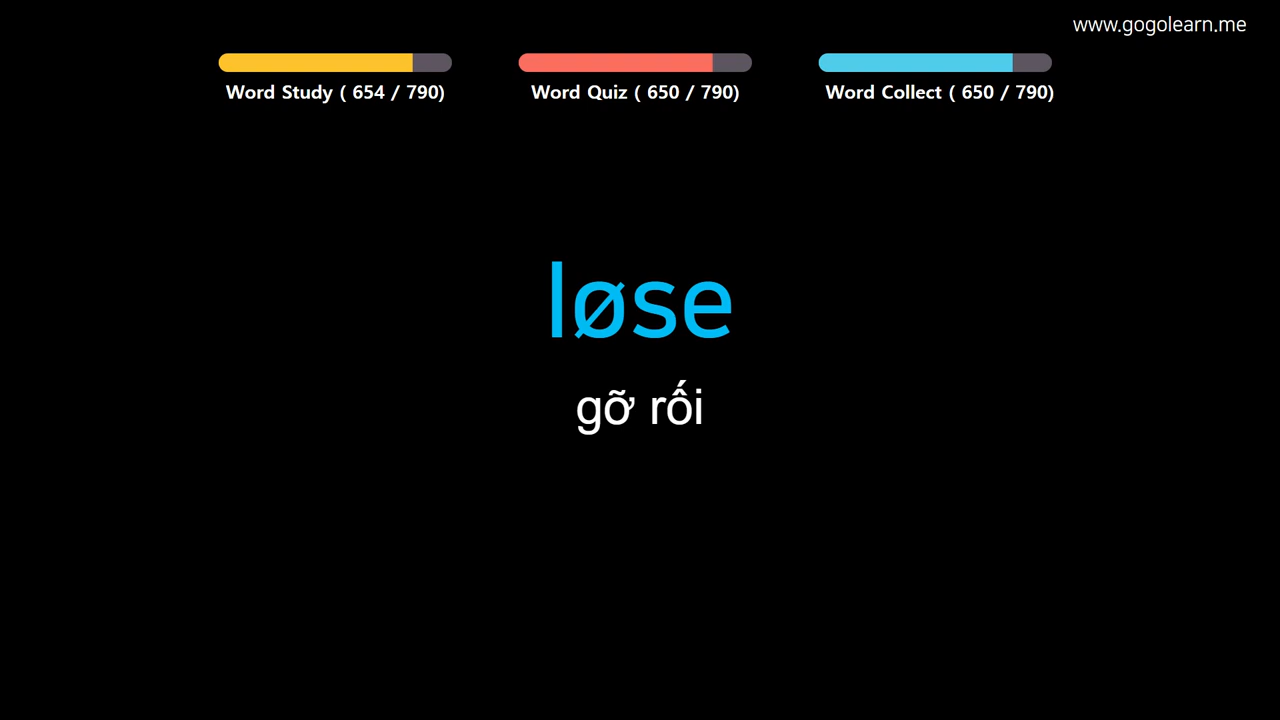 www.gogolearn.me
Word Study ( 654 / 790)
Word Quiz ( 650 / 790)
Word Collect ( 650 / 790)
løse
gỡ rối